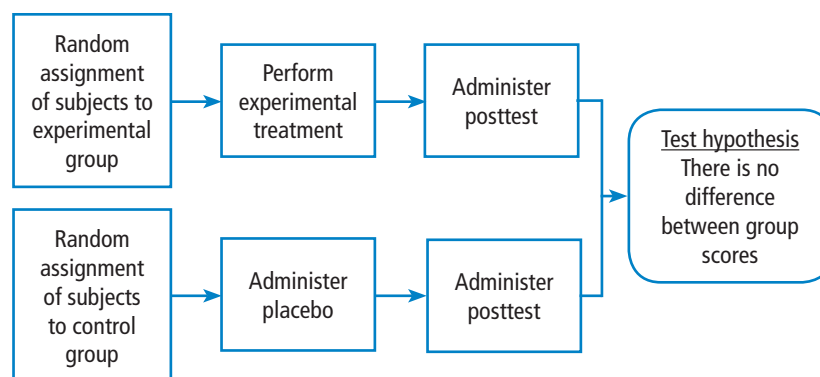 Random
assignment
of subjects to
experimental
group
Perform
experimental
treatment
Administer
posttest
Test hypothesis
There is no
difference
between group
scores
Random
assignment
of subjects
to control
group
Administer
placebo
Administer
posttest